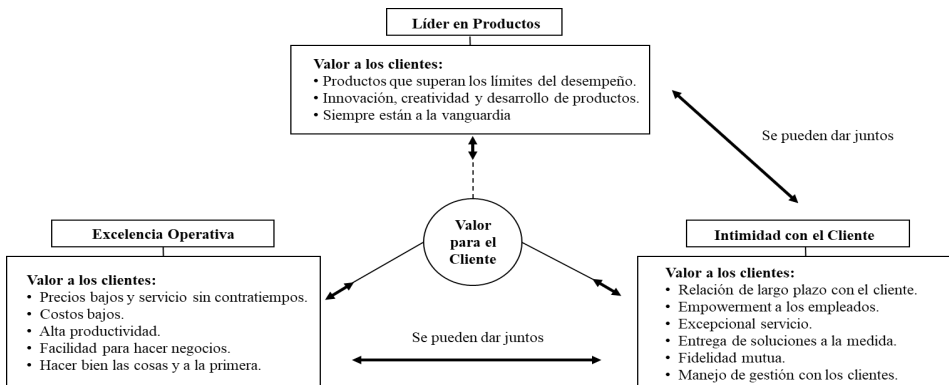 Líder en Productos
Valor a los clientes:
• Productos que superan los límites del desempeño.
• Innovación, creatividad y desarrollo de productos.
• Siempre están a la vanguardia
Se pueden dar juntos
Valor
para el
Cliente
Excelencia Operativa
Valor a los clientes:
• Precios bajos y servicio sin contratiempos.
• Costos bajos.
• Alta productividad.
• Facilidad para hacer negocios.
• Hacer bien las cosas y a la primera.
Se pueden dar juntos
Intimidad con el Cliente
Valor a los clientes:
• Relación de largo plazo con el cliente.
• Empowerment a los empleados.
• Excepcional servicio.
• Entrega de soluciones a la medida.
• Fidelidad mutua.
• Manejo de gestión con los clientes.